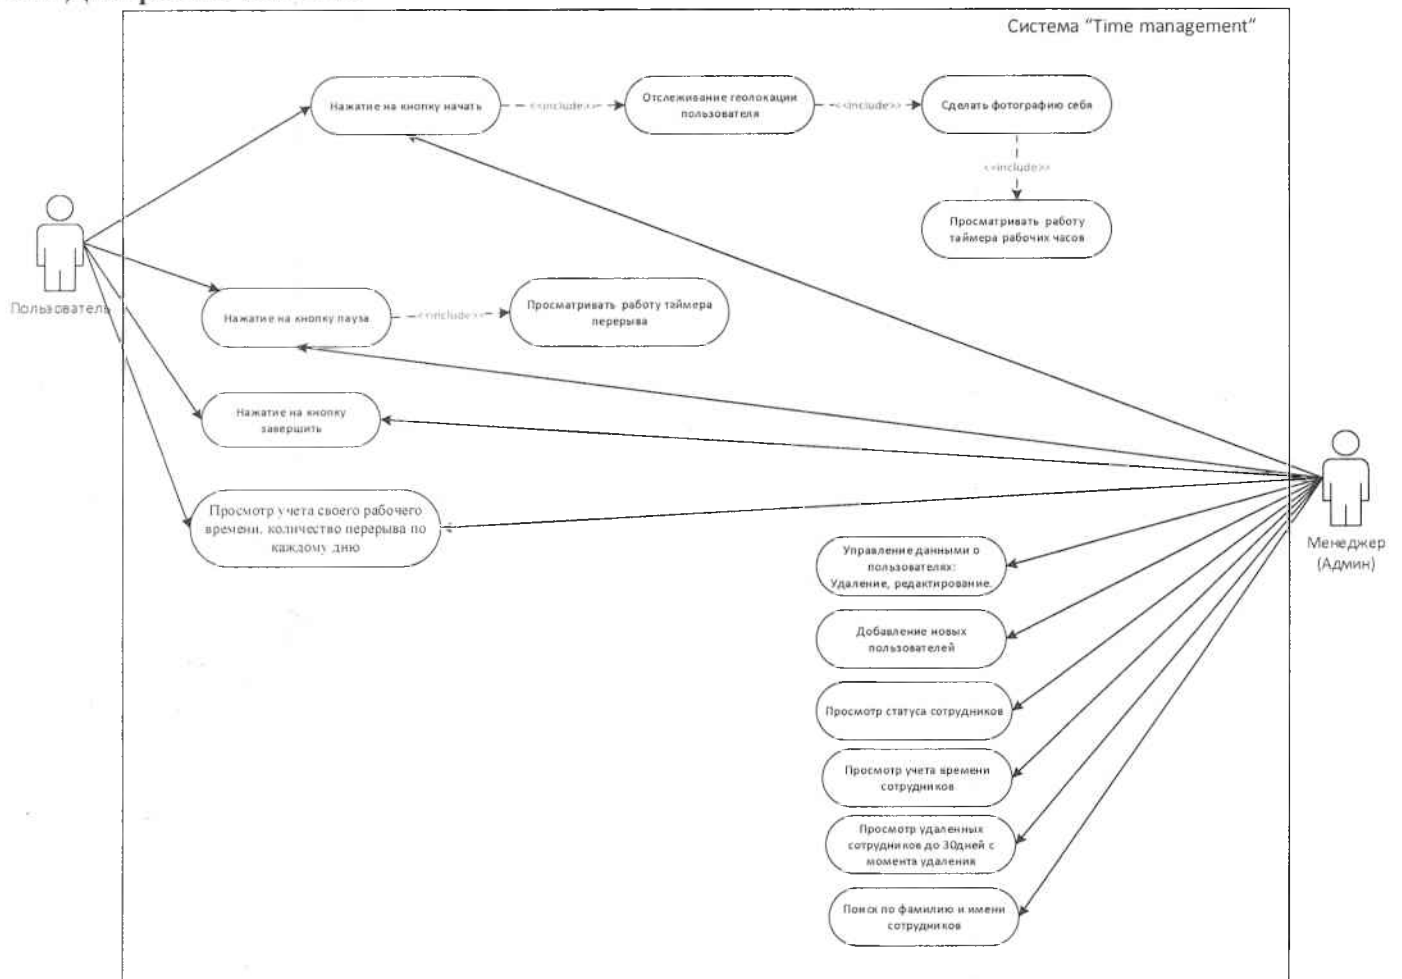 Система “Time management”
Нажатие на кнопку начать
<<include>>
Отслеживание геолокации
пользователя
<<include>>
Сделать фотографию себя
<<include>>
Просматривать работу
таймера рабочих часов
Пользователь
Нажатие на кнопку пауза
<<include>>
Просматривать работу таймера
перерыва
Нажатие на кнопку
завершить
Просмотр учета своего рабочего
времени, количество перерыва по
каждому дню
Менеджер
(Админ)
Управление данными о
пользователях:
Удаление, редактирование.
Добавление новых
пользователей
Просмотр статуса сотрудников
Просмотр учета времени
сотрудников
Просмотр удаленных
сотрудников до 30дней с
момента удаления
Поиск по фамилию и имени
сотрудников